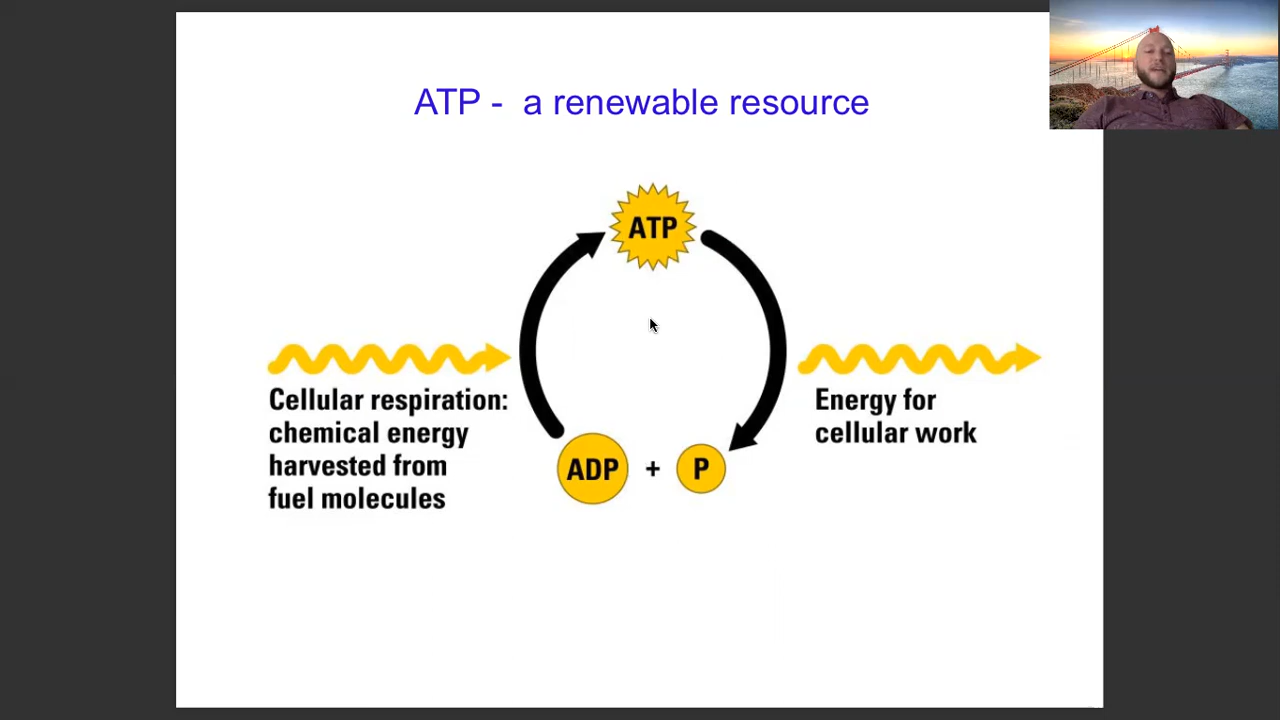 ATP -  a renewable resource
ATP
Cellular respiration:
chemical energy
harvested from
fuel molecules
Energy for
cellular work
ADP + P